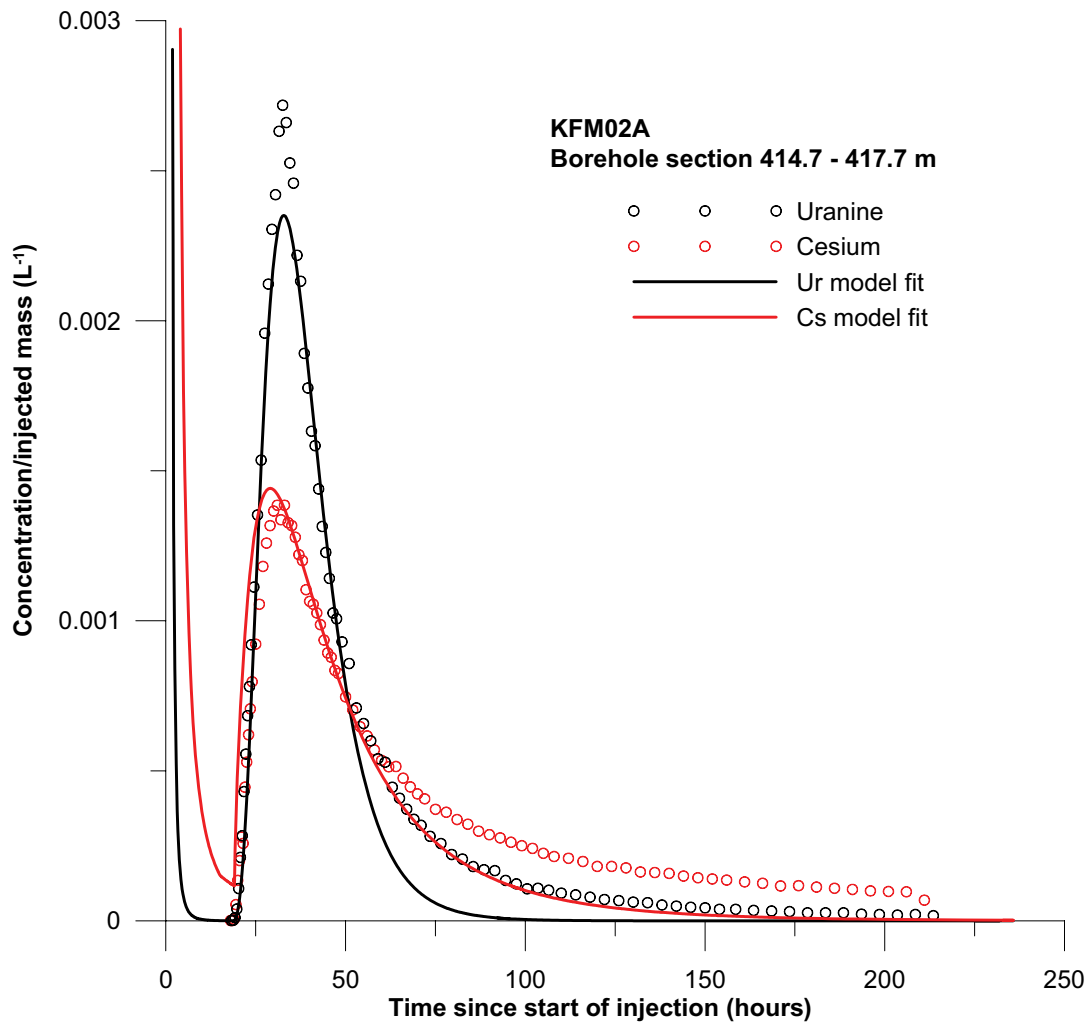 0.003
0.002
0.001
0
Concentration/injected mass (L⁻¹)
KFM02A
Borehole section 414.7 - 417.7 m
Uranine
Cesium
Ur model fit
Cs model fit
0 50 100 150 200 250
Time since start of injection (hours)